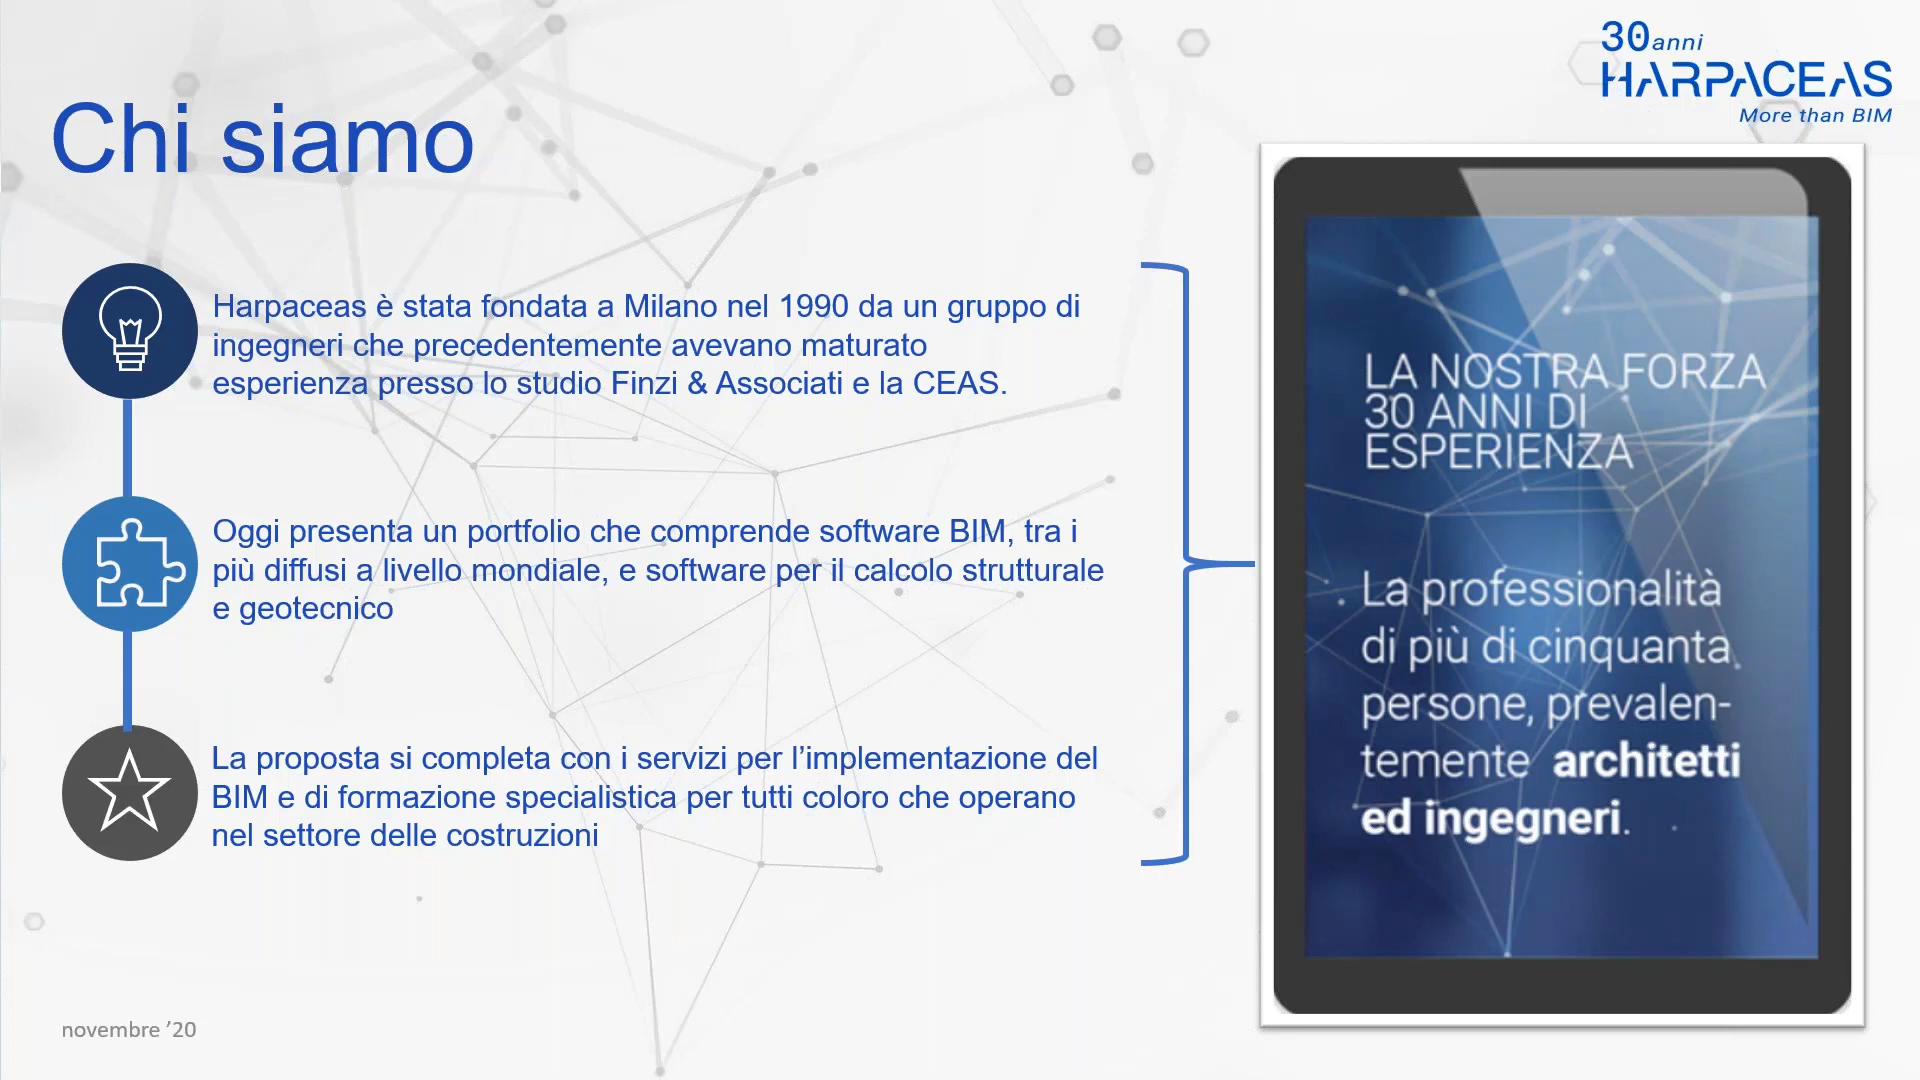 30anni
HARPACEAS
More than BIM
Chi siamo
Harpaceas è stata fondata a Milano nel 1990 da un gruppo di
ingegneri che precedentemente avevano maturato
esperienza presso lo studio Finzi & Associati e la CEAS.
Oggi presenta un portfolio che comprende software BIM, tra i
più diffusi a livello mondiale, e software per il calcolo strutturale
e geotecnico
La proposta si completa con i servizi per l’implementazione del
BIM e di formazione specialistica per tutti coloro che operano
nel settore delle costruzioni
LA NOSTRA FORZA
30 ANNI DI
ESPERIENZA
La professionalità
di più di cinquanta
persone, prevalen-
temente architetti
ed ingegneri.
novembre ’20